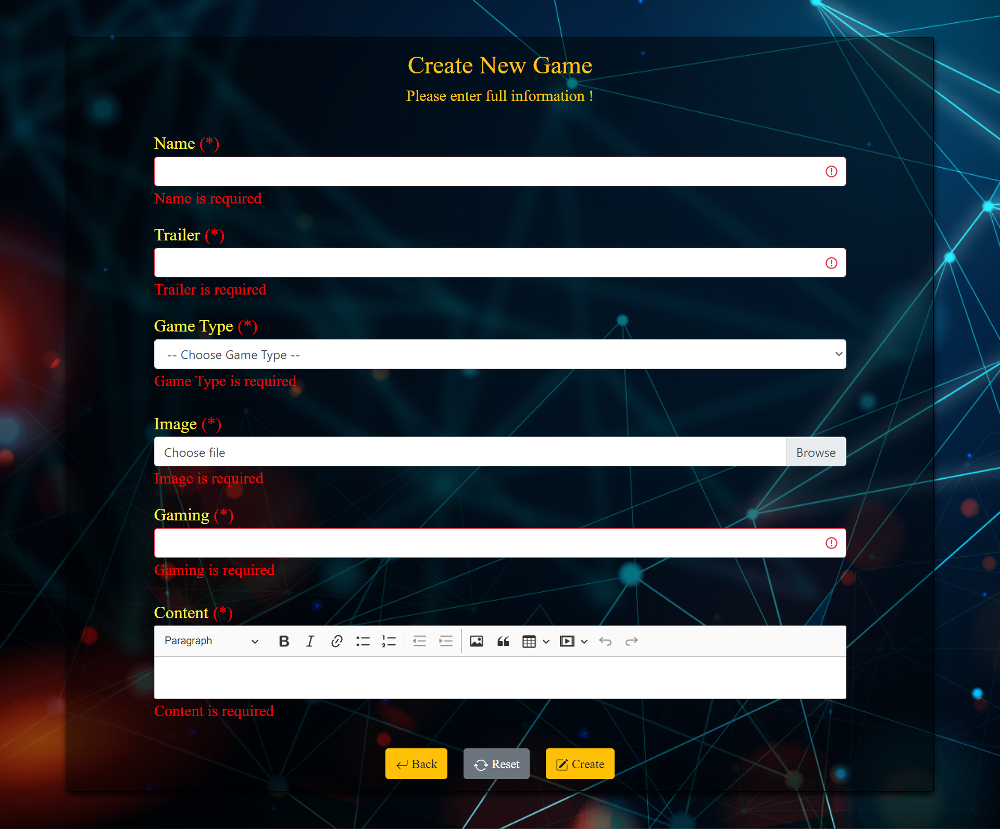 Create New Game
Please enter full information !
Name (*)
Name is required
Trailer (*)
Trailer is required
Game Type (*)
-- Choose Game Type --
Game Type is required
Image (*)
Choose file
Browse
Image is required
Gaming (*)
Gaming is required
Content (*)
Paragraph
Content is required
Back
Reset
Create